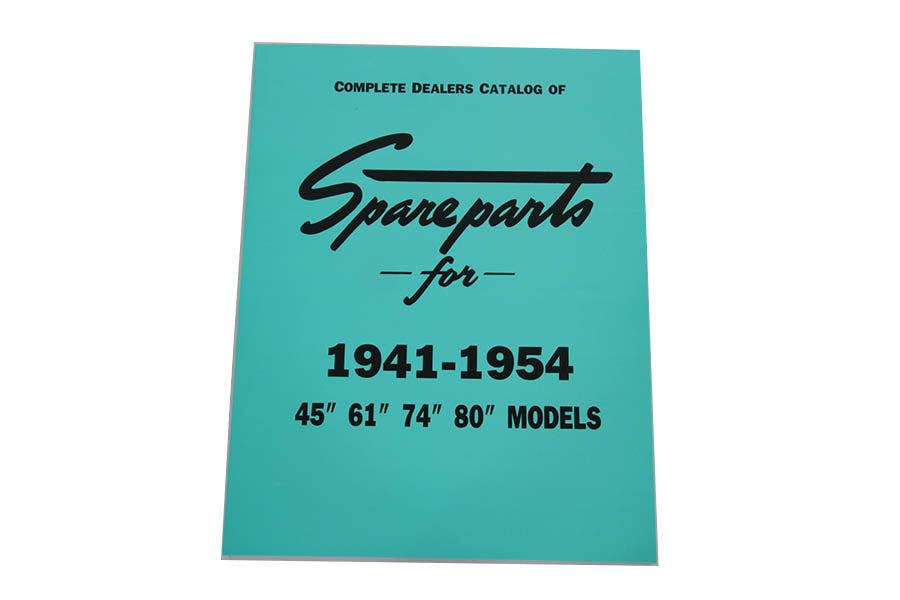 COMPLETE DEALERS CATALOG OF
Spareparts
-for-
1941-1954
45″ 61″ 74″ 80″ MODELS